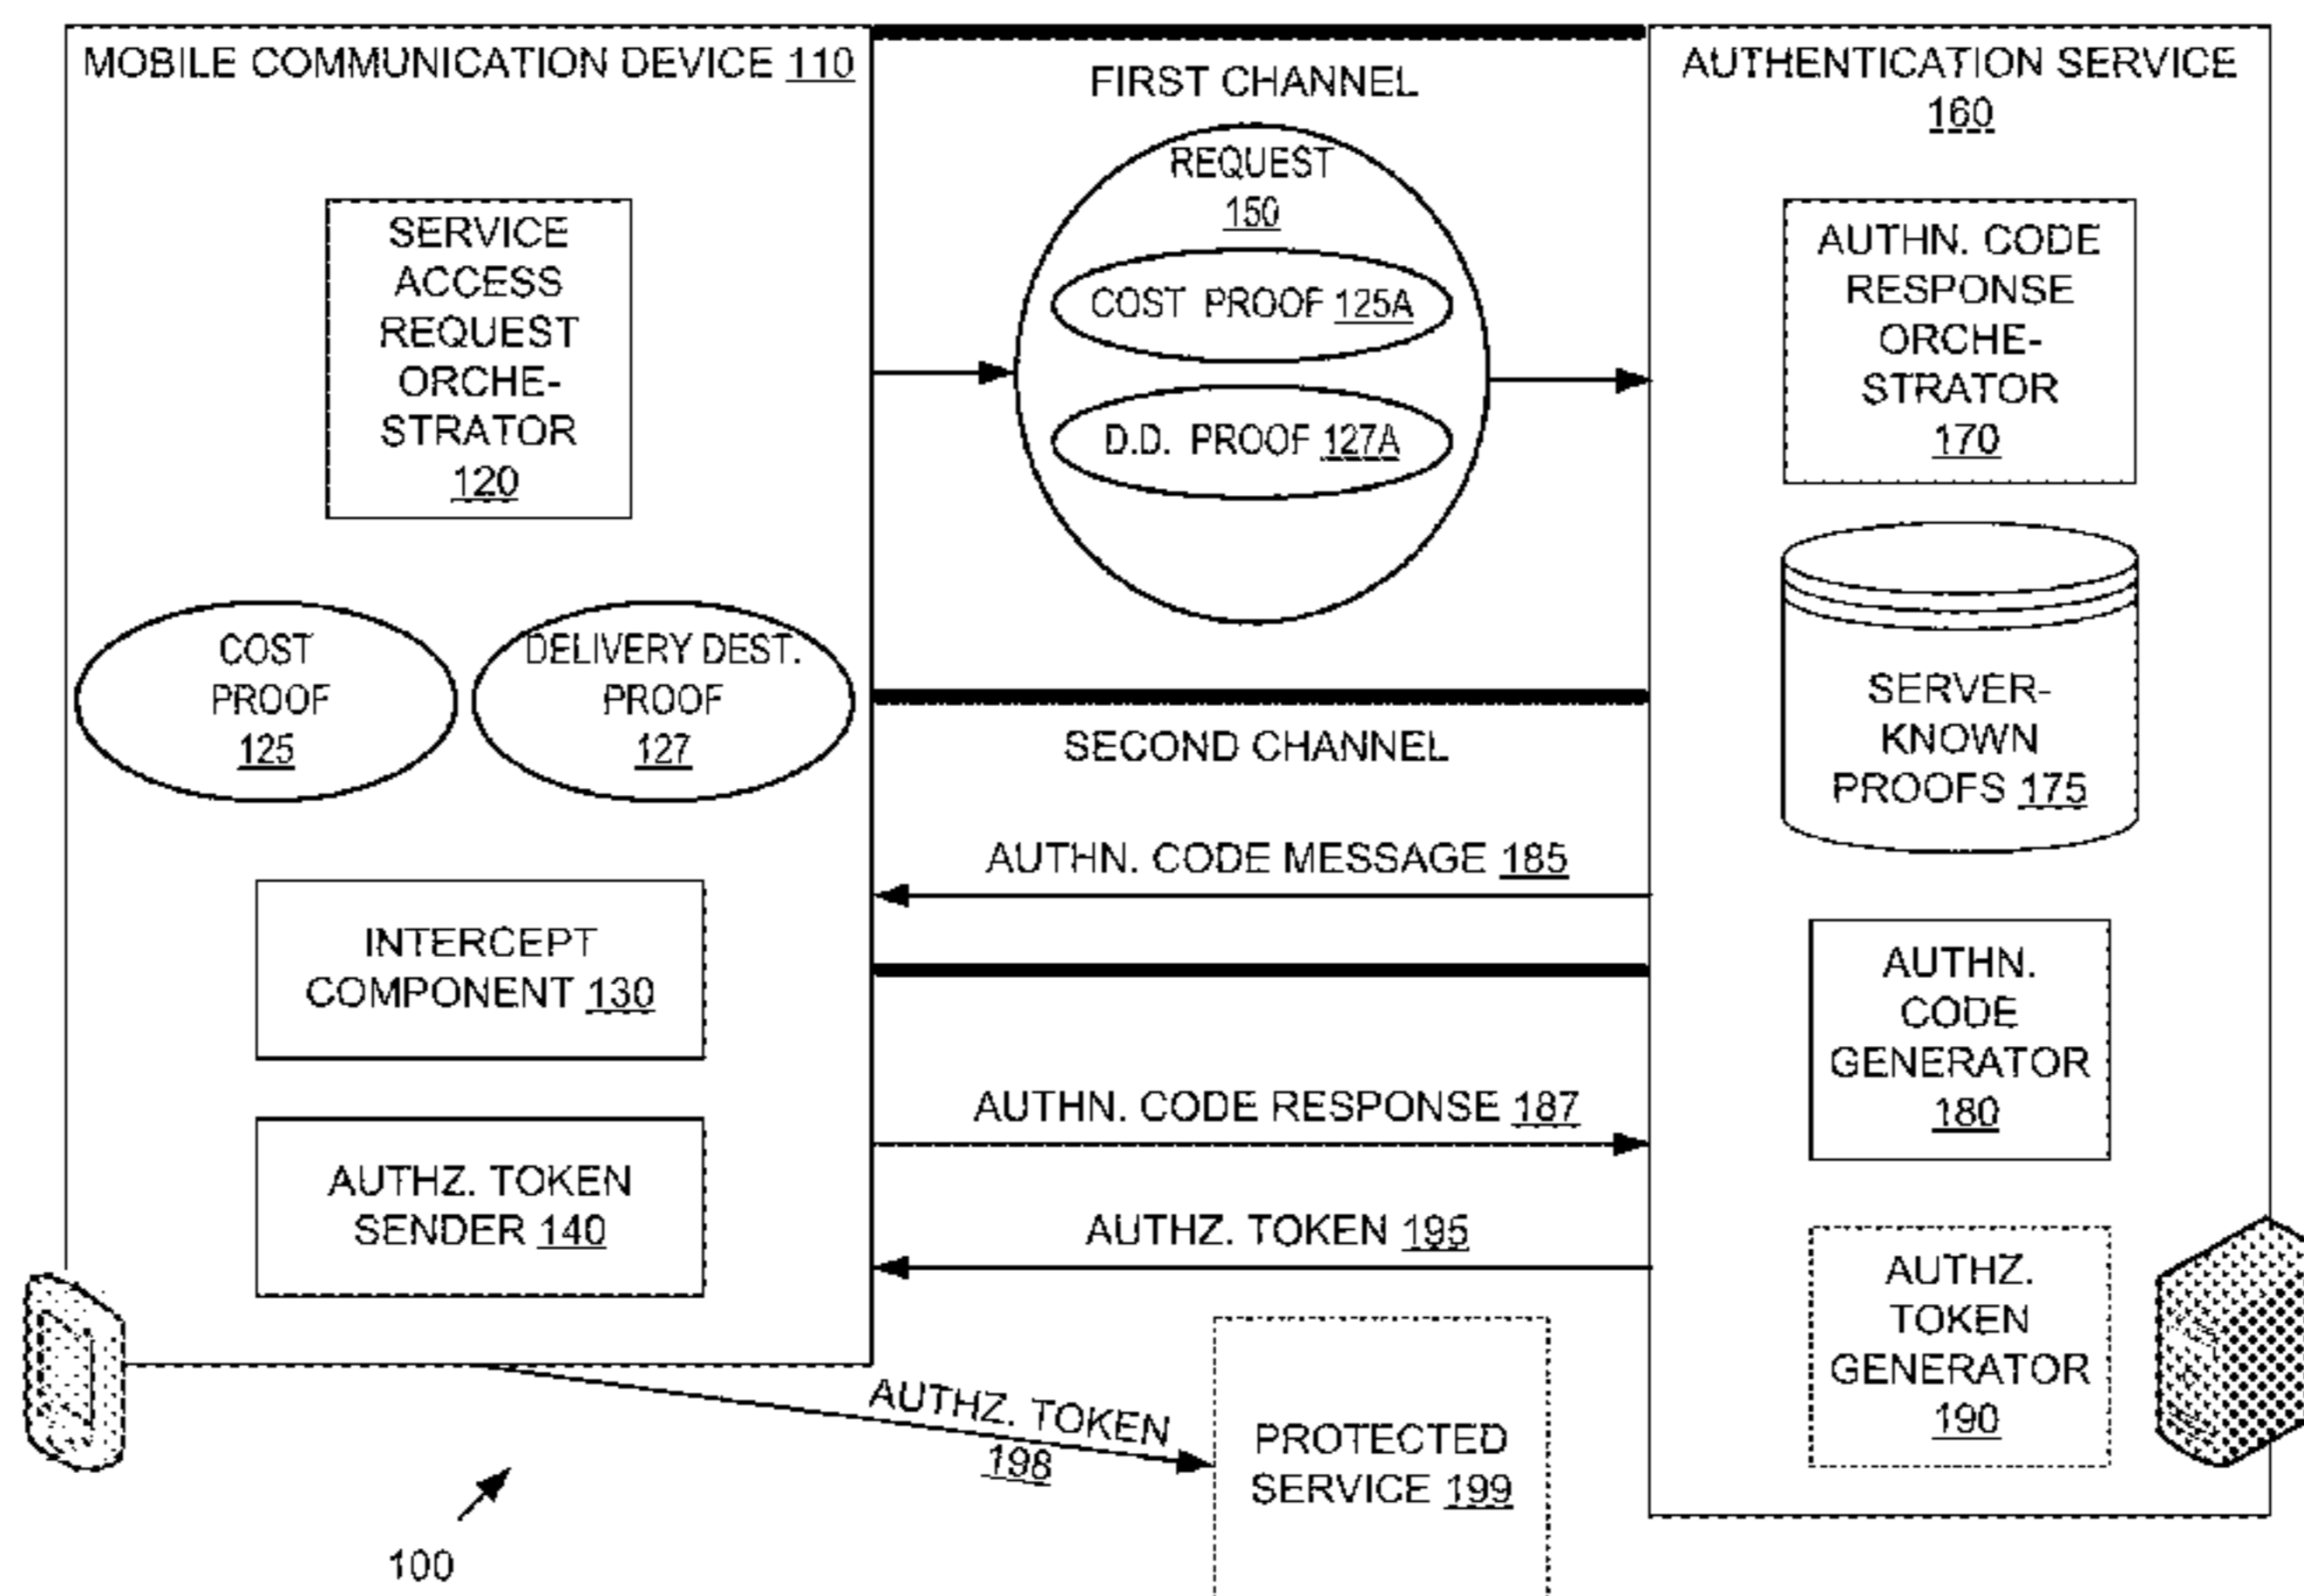 MOBILE COMMUNICATION DEVICE 110
SERVICE
ACCESS
REQUEST
ORCHE-
STRATOR
120
COST
PROOF
125
DELIVERY DEST.
PROOF
127
INTERCEPT
COMPONENT 130
AUTHZ. TOKEN
SENDER 140
FIRST CHANNEL
REQUEST
150
COST PROOF 125A
D.D. PROOF 127A
SECOND CHANNEL
AUTHN. CODE MESSAGE 185
AUTHN. CODE RESPONSE 187
AUTHZ. TOKEN 195
AUTHZ. TOKEN
198
PROTECTED
SERVICE 199
AUTHENTICATION SERVICE
160
AUTHN. CODE
RESPONSE
ORCHE-
STRATOR
170
SERVER-
KNOWN
PROOFS 175
AUTHN.
CODE
GENERATOR
180
AUTHZ.
TOKEN
GENERATOR
190
100